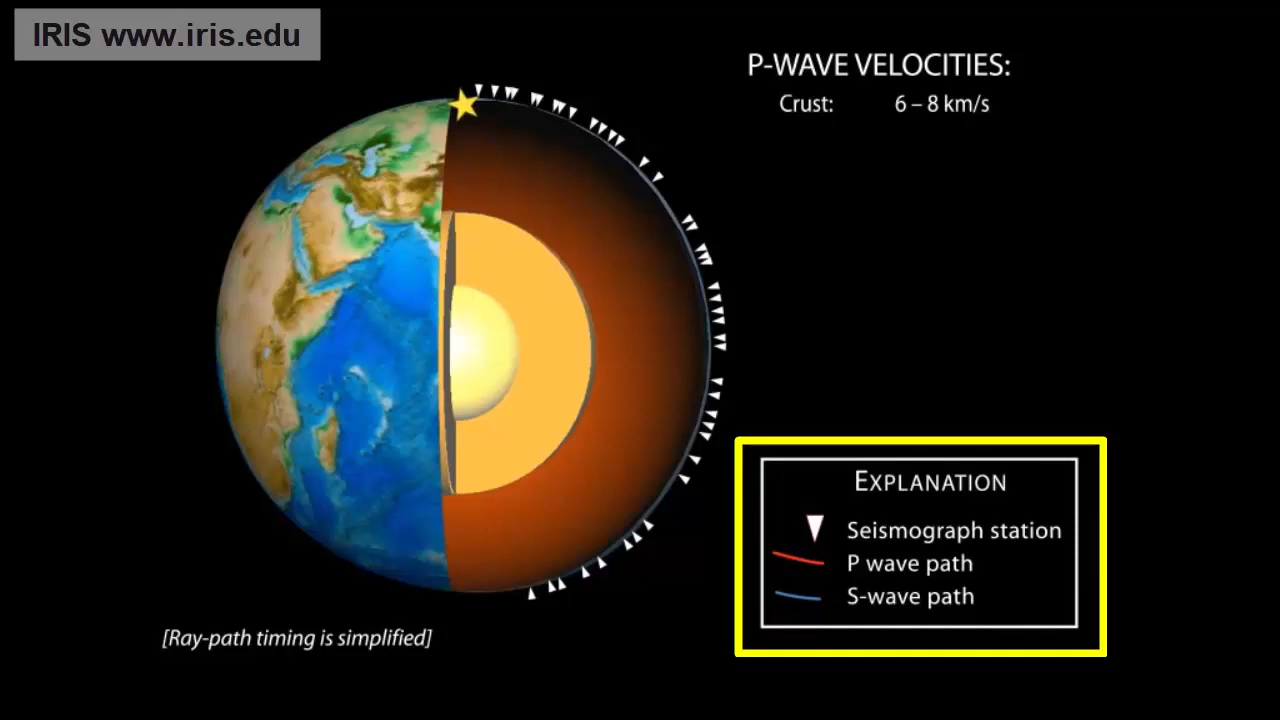 IRIS www.iris.edu
P-WAVE VELOCITIES:
Crust: 6 – 8 km/s
EXPLANATION
Seismograph station
P wave path
S-wave path
[Ray-path timing is simplified]